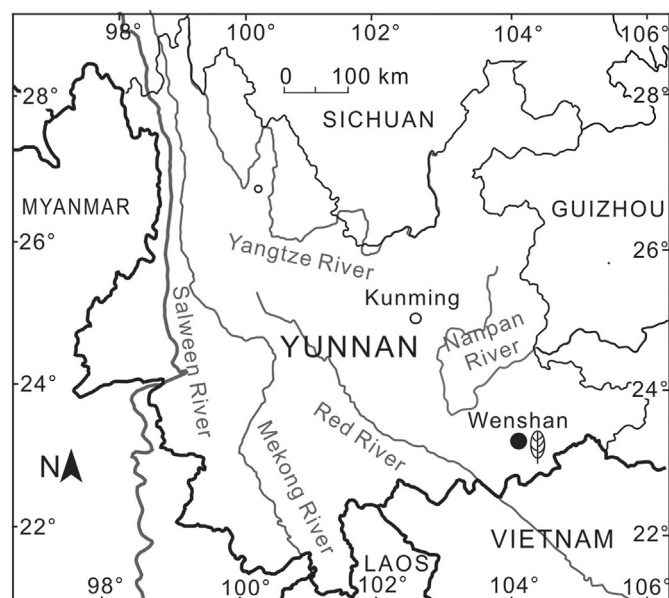 98° 100° 102° 104° 106°
28° 0 100 km 28°
SICHUAN
MYANMAR GUIZHOU
26° 26°
Yangtze River
Kunming
Salween River
YUNNAN
Nanpan
River
24° 24°
Red River
Wenshan
Mekong River
N
22° VIETNAM 22°
LAOS
98° 100° 102° 104° 106°